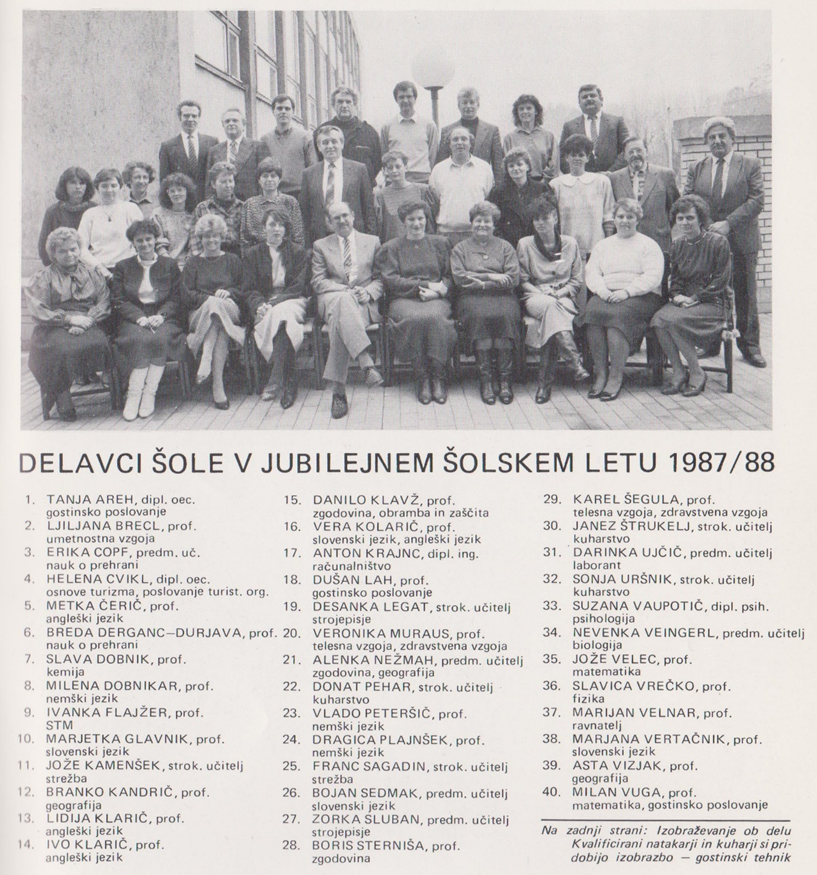 DELAVCI ŠOLE V JUBILEJNEM ŠOLSKEM LETU 1987/88
1. TANJA AREH, dipl. oec.
gostinsko poslovanje
2. LJILJANA BRECL, prof.
umetnostna vzgoja
3. ERIKA COPF, predm. uč.
nauk o prehrani
4. HELENA CVIKL, dipl. oec.
osnove turizma, poslovanje turist. org.
5. METKA ČERIČ, prof.
angleški jezik
6. BREDA DERGANC–DURJAVA, prof.
nauk o prehrani
7. SLAVA DOBNIK, prof.
kemija
8. MILENA DOBNIKAR, prof.
nemški jezik
9. IVANKA FLAJŽER, prof.
STM
10. MARJETKA GLAVNIK, prof.
slovenski jezik
11. JOŽE KAMENŠEK, strok. učitelj
strežba
12. BRANKO KANDRIČ, prof.
geografija
13. LIDIJA KLARIČ, prof.
angleški jezik
14. IVO KLARIČ, prof.
angleški jezik
15. DANILO KLAVŽ, prof.
zgodovina, obramba in zaščita
16. VERA KOLARIČ, prof.
slovenski jezik, angleški jezik
17. ANTON KRAJNC, dipl. ing.
računalništvo
18. DUŠAN LAH, prof.
gostinsko poslovanje
19. DESANKA LEGAT, strok. učitelj
strojepisje
20. VERONIKA MURAUS, prof.
telesna vzgoja, zdravstvena vzgoja
21. ALENKA NEŽMAH, predm. učitelj
zgodovina, geografija
22. DONAT PEHAR, strok. učitelj
kuharstvo
23. VLADO PETERŠIČ, prof.
nemški jezik
24. DRAGICA PLAJNŠEK, prof.
nemški jezik
25. FRANC SAGADIN, strok. učitelj
strežba
26. BOJAN SEDMAK, predm. učitelj
slovenski jezik
27. ZORKA SLUBAN, predm. učitelj
strojepisje
28. BORIS STERNIŠA, prof.
zgodovina
29. KAREL ŠEGULA, prof.
telesna vzgoja, zdravstvena vzgoja
30. JANEZ ŠTRUKELJ, strok. učitelj
kuharstvo
31. DARINKA UJČIČ, predm. učitelj
laborant
32. SONJA URŠNIK, strok. učitelj
kuharstvo
33. SUZANA VAUPOTIČ, dipl. psih.
psihologija
34. NEVENKA VEINGERL, predm. učitelj
biologija
35. JOŽE VELEC, prof.
matematika
36. SLAVICA VREČKO, prof.
fizika
37. MARIJAN VELNAR, prof.
ravnatelj
38. MARJANA VERTAČNIK, prof.
slovenski jezik
39. ASTA VIZJAK, prof.
geografija
40. MILAN VUGA, prof.
matematika, gostinsko poslovanje
Na zadnji strani: Izobraževanje ob delu
Kvalificirani natakarji in kuharji si pri-
dobijo izobrazbo – gostinski tehnik